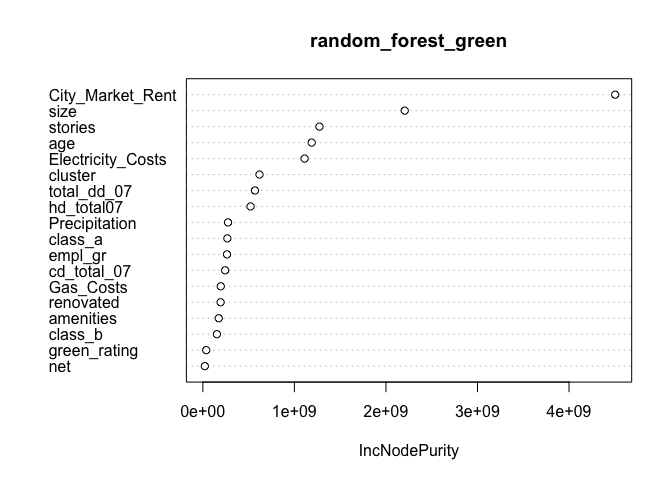 random_forest_green
City_Market_Rent
size
stories
age
Electricity_Costs
cluster
total_dd_07
hd_total07
Precipitation
class_a
empl_gr
cd_total_07
Gas_Costs
renovated
amenities
class_b
green_rating
net
0e+00 1e+09 2e+09 3e+09 4e+09
IncNodePurity